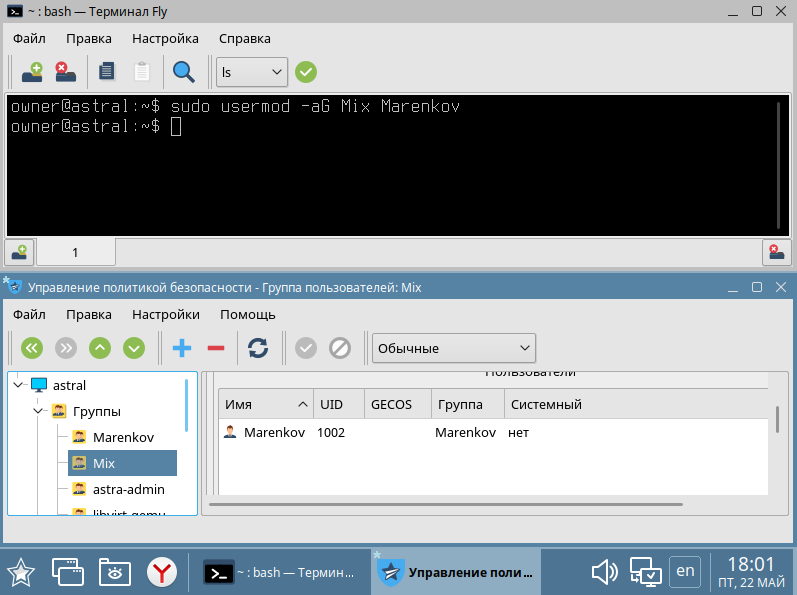 ~ : bash — Терминал Fly
Файл Правка Настройка Справка
ls
owner@astral:~$ sudo usermod -aG Mix Marenkov
owner@astral:~$
1
Управление политикой безопасности - Группа пользователей: Mix
Файл Правка Настройки Помощь
Обычные
astral
Группы
Marenkov
Mix
astra-admin
libvirt-qemu
Пользователи
Имя UID GECOS Группа Системный
Marenkov 1002 Marenkov нет
~ : bash — Термин...
Управление поли...
en
18:01
ПТ, 22 МАЙ